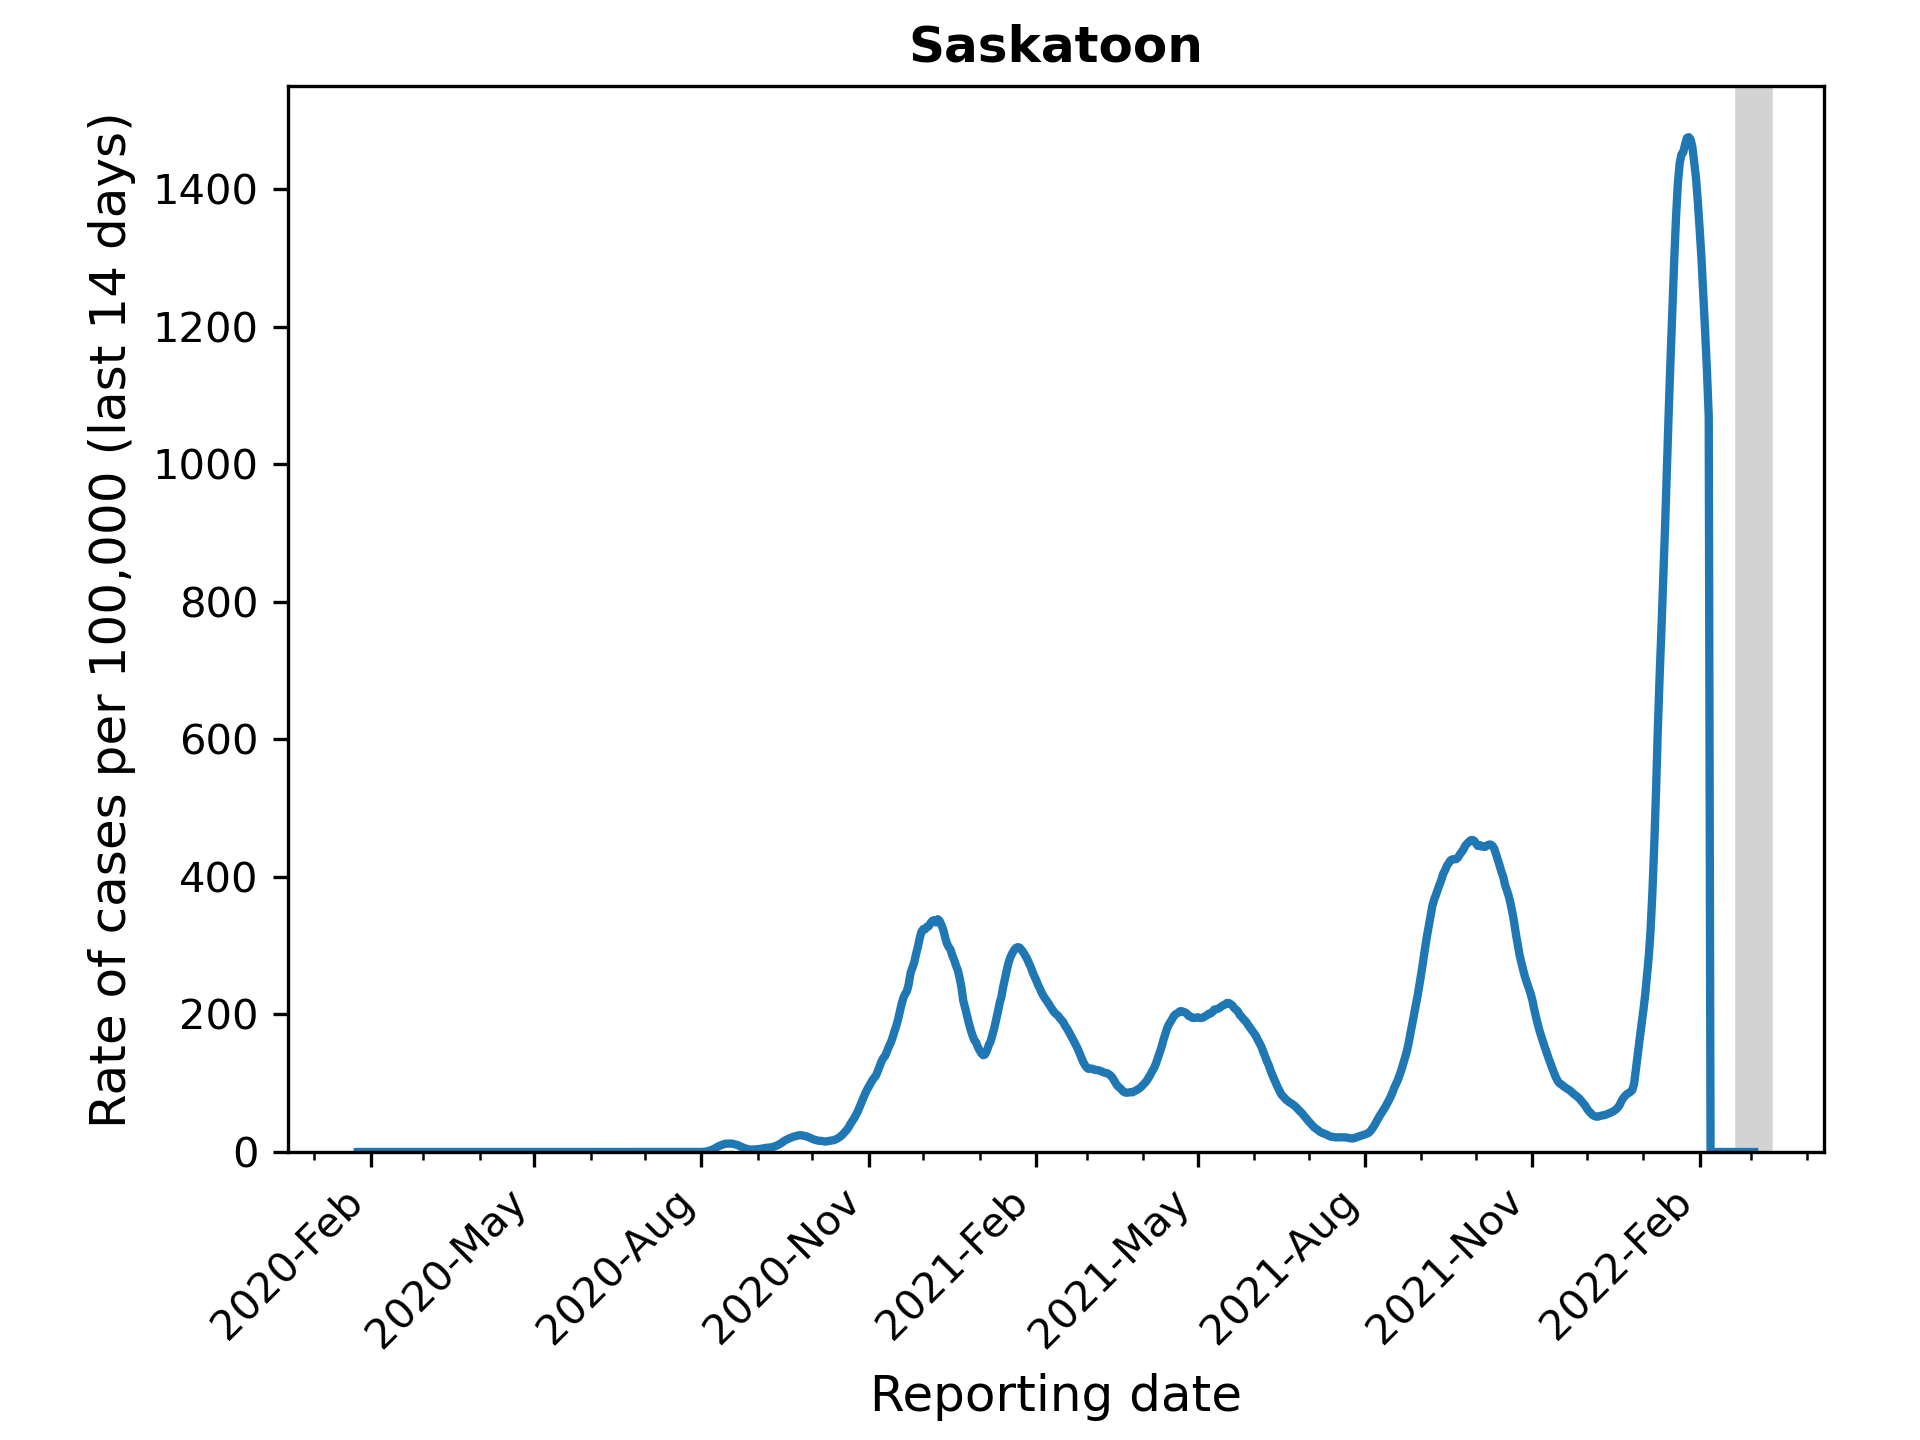 Saskatoon
Rate of cases per 100,000 (last 14 days)
1400
1200
1000
800
600
400
200
0
2020-Feb
2020-May
2020-Aug
2020-Nov
2021-Feb
2021-May
2021-Aug
2021-Nov
2022-Feb
Reporting date